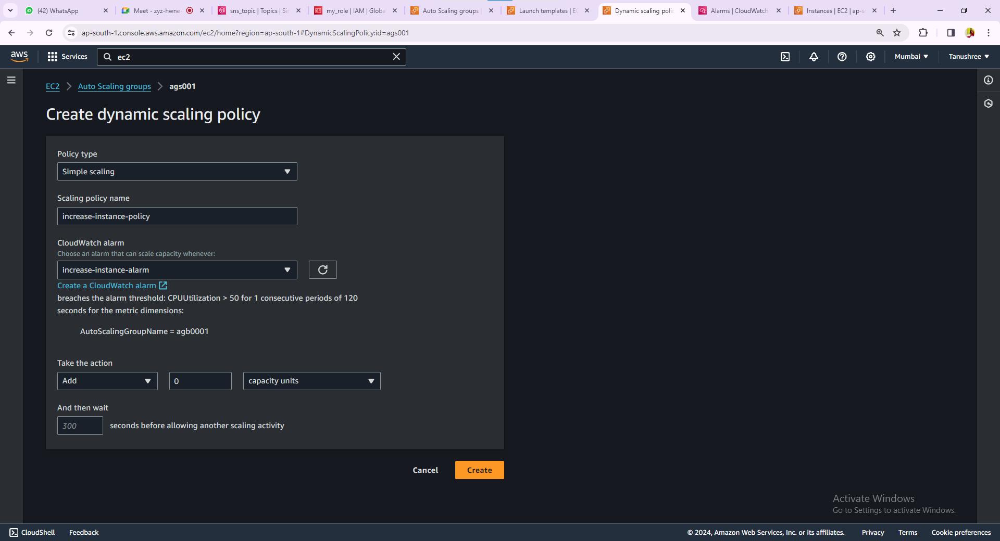 (42) WhatsApp
Meet - zyz-hwne-
sns_topic | Topics | Sin
my_role | IAM | Globa
Auto Scaling groups |
Launch templates | EC
Dynamic scaling polic
Alarms | CloudWatch
Instances | EC2 | ap-s
ap-south-1.console.aws.amazon.com/ec2/home?region=ap-south-1#DynamicScalingPolicy:id=ags001
aws
Services
ec2
Mumbai
Tanushree
EC2
Auto Scaling groups
ags001
Create dynamic scaling policy
Policy type
Simple scaling
Scaling policy name
increase-instance-policy
CloudWatch alarm
Choose an alarm that can scale capacity whenever:
increase-instance-alarm
Create a CloudWatch alarm
breaches the alarm threshold: CPUUtilization > 50 for 1 consecutive periods of 120
seconds for the metric dimensions:
AutoScalingGroupName = agb0001
Take the action
Add
0
capacity units
And then wait
300
seconds before allowing another scaling activity
Cancel
Create
Activate Windows
Go to Settings to activate Windows.
CloudShell
Feedback
© 2024, Amazon Web Services, Inc. or its affiliates.
Privacy
Terms
Cookie preferences